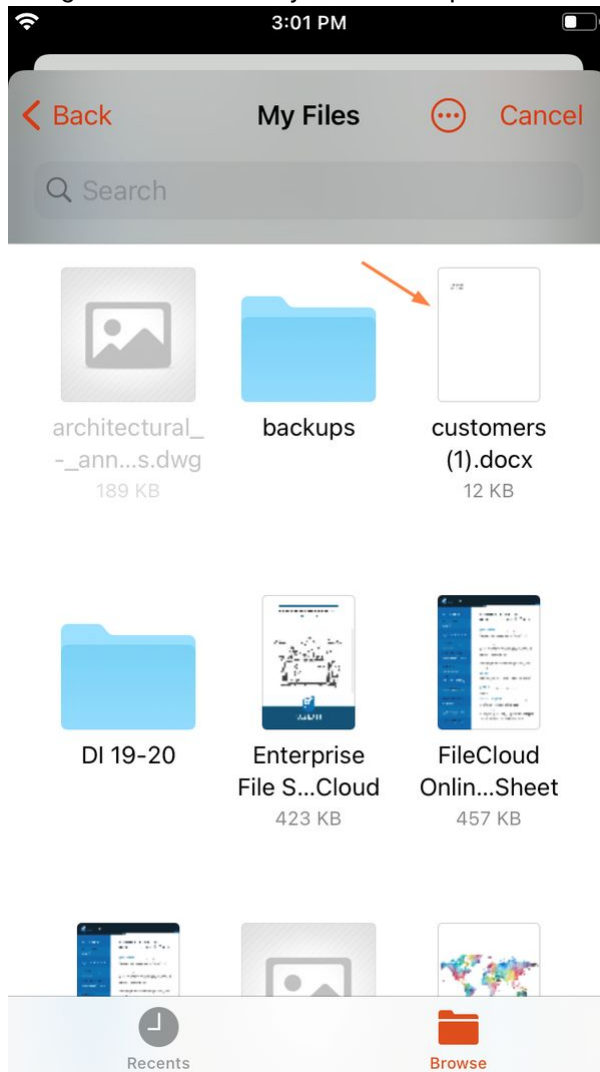 3:01 PM
Back My Files Cancel
Search
architectural_
-_ann...s.dwg
189 KB
backups
customers
(1).docx
12 KB
DI 19-20
Enterprise
File S...Cloud
423 KB
FileCloud
Onlin...Sheet
457 KB
Recents Browse